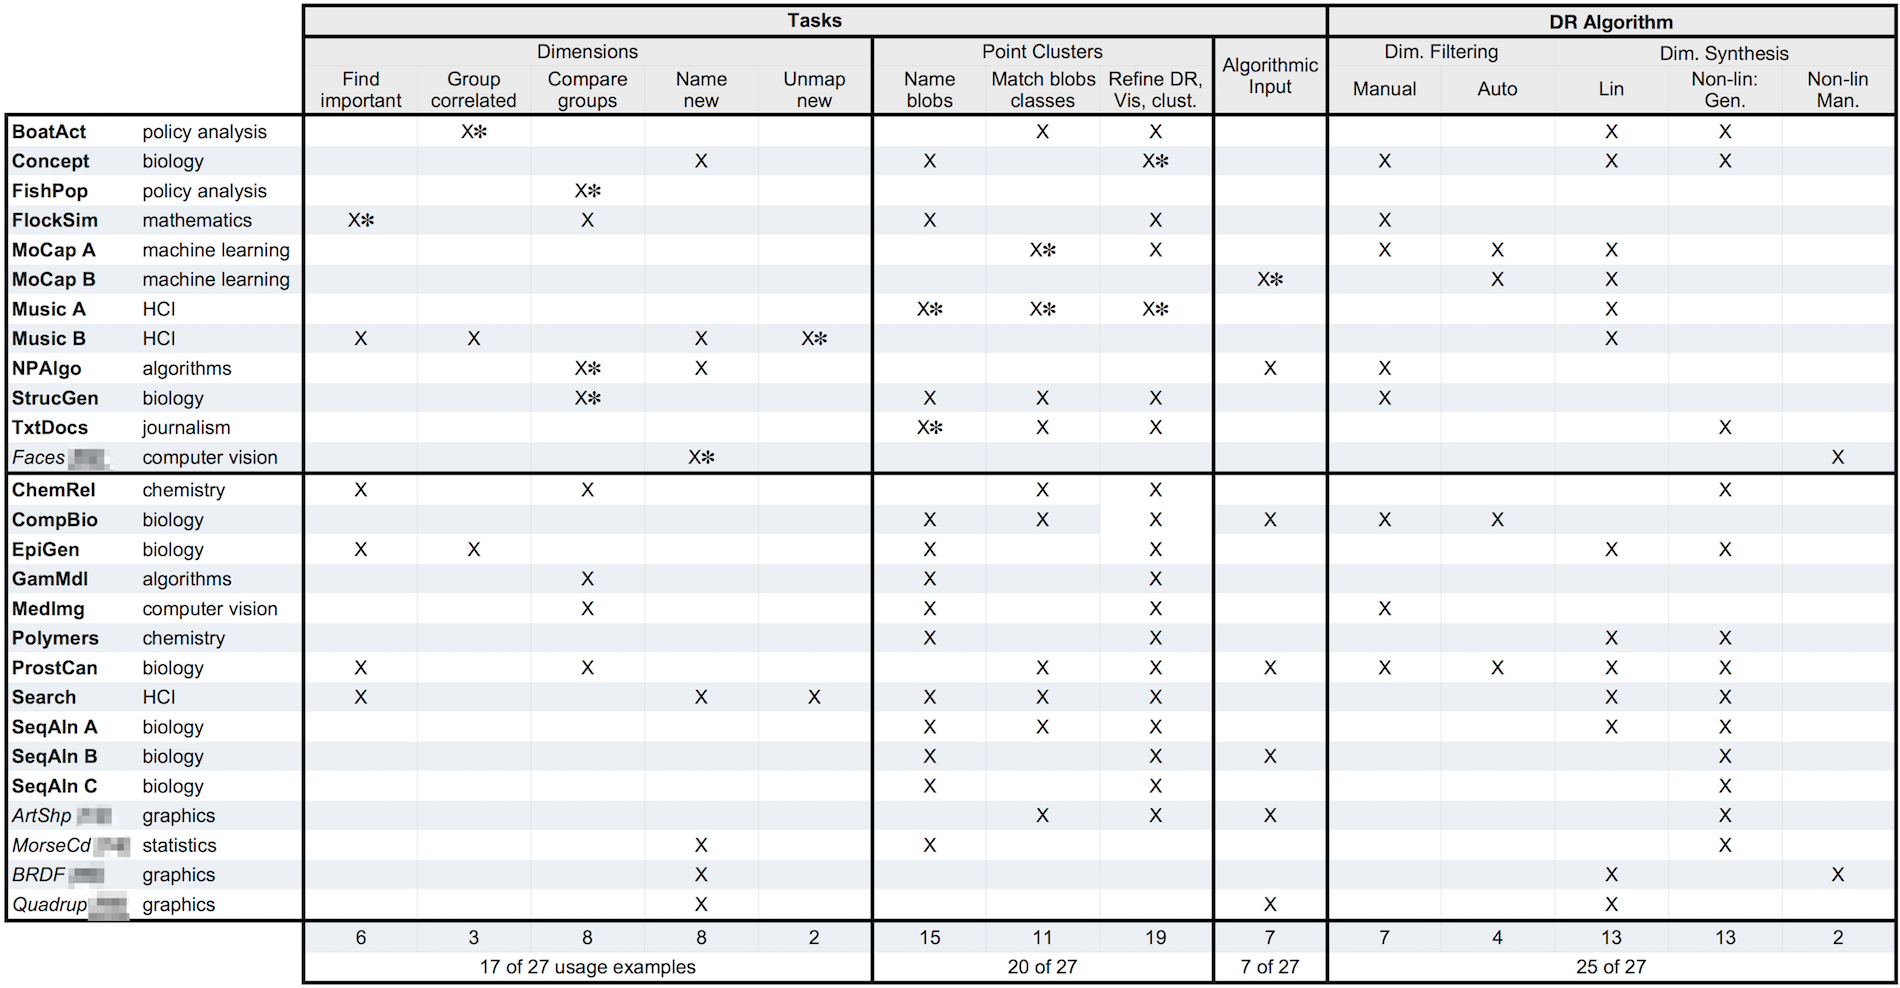 Tasks DR Algorithm
Dimensions Point Clusters Algorithmic Input Dim. Filtering Dim. Synthesis
Find important Group correlated Compare groups Name new Unmap new Name blobs Match blobs classes Refine DR, Vis, clust. Manual Auto Lin Non-lin: Gen. Non-lin Man.
BoatAct policy analysis X✻ X X X X
Concept biology X X X✻ X X X
FishPop policy analysis X✻
FlockSim mathematics X✻ X X X X
MoCap A machine learning X✻ X X X X
MoCap B machine learning X✻ X X
Music A HCI X✻ X✻ X✻ X
Music B HCI X X X X✻ X
NPAlgo algorithms X✻ X X X
StrucGen biology X✻ X X X X
TxtDocs journalism X✻ X X X
Faces computer vision X✻ X
ChemRel chemistry X X X X X
CompBio biology X X X X X X
EpiGen biology X X X X X X
GamMdl algorithms X X X
MedImg computer vision X X X X
Polymers chemistry X X X X
ProstCan biology X X X X X X X X X
Search HCI X X X X X X X X
SeqAln A biology X X X X X
SeqAln B biology X X X X
SeqAln C biology X X X
ArtShp graphics X X X X
MorseCd statistics X X X
BRDF graphics X X X
Quadrup graphics X X X
6 3 8 8 2 15 11 19 7 7 4 13 13 2
17 of 27 usage examples 20 of 27 7 of 27 25 of 27